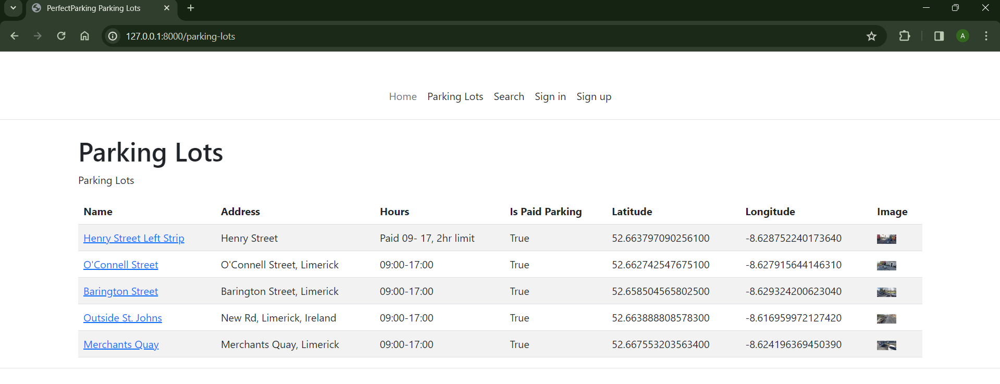 PerfectParking Parking Lots
127.0.0.1:8000/parking-lots
A
Home Parking Lots Search Sign in Sign up
Parking Lots
Parking Lots
Name Address Hours Is Paid Parking Latitude Longitude Image
Henry Street Left Strip Henry Street Paid 09- 17, 2hr limit True 52.663797090256100 -8.628752240173640
O'Connell Street O'Connell Street, Limerick 09:00-17:00 True 52.662742547675100 -8.627915644146310
Barington Street Barington Street, Limerick 09:00-17:00 True 52.658504565802500 -8.629324200623040
Outside St. Johns New Rd, Limerick, Ireland 09:00-17:00 True 52.663888808578300 -8.616959972127420
Merchants Quay Merchants Quay, Limerick 09:00-17:00 True 52.667553203563400 -8.624196369450390